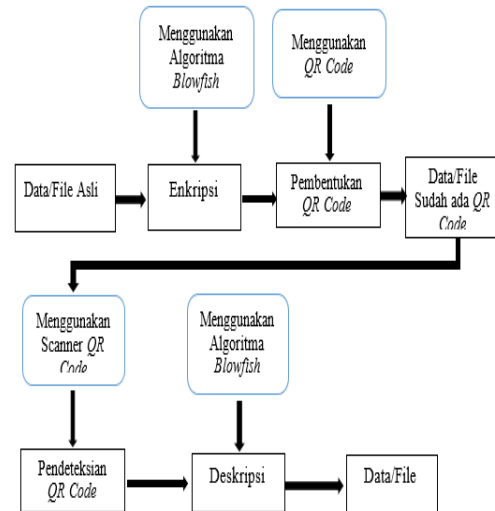 Menggunakan
Algoritma
Blowfish
Menggunakan
QR Code
Data/File Asli
Enkripsi
Pembentukan
QR Code
Data/File
Sudah ada QR
Code
Menggunakan
Scanner QR
Code
Menggunakan
Algoritma
Blowfish
Pendeteksian
QR Code
Deskripsi
Data/File